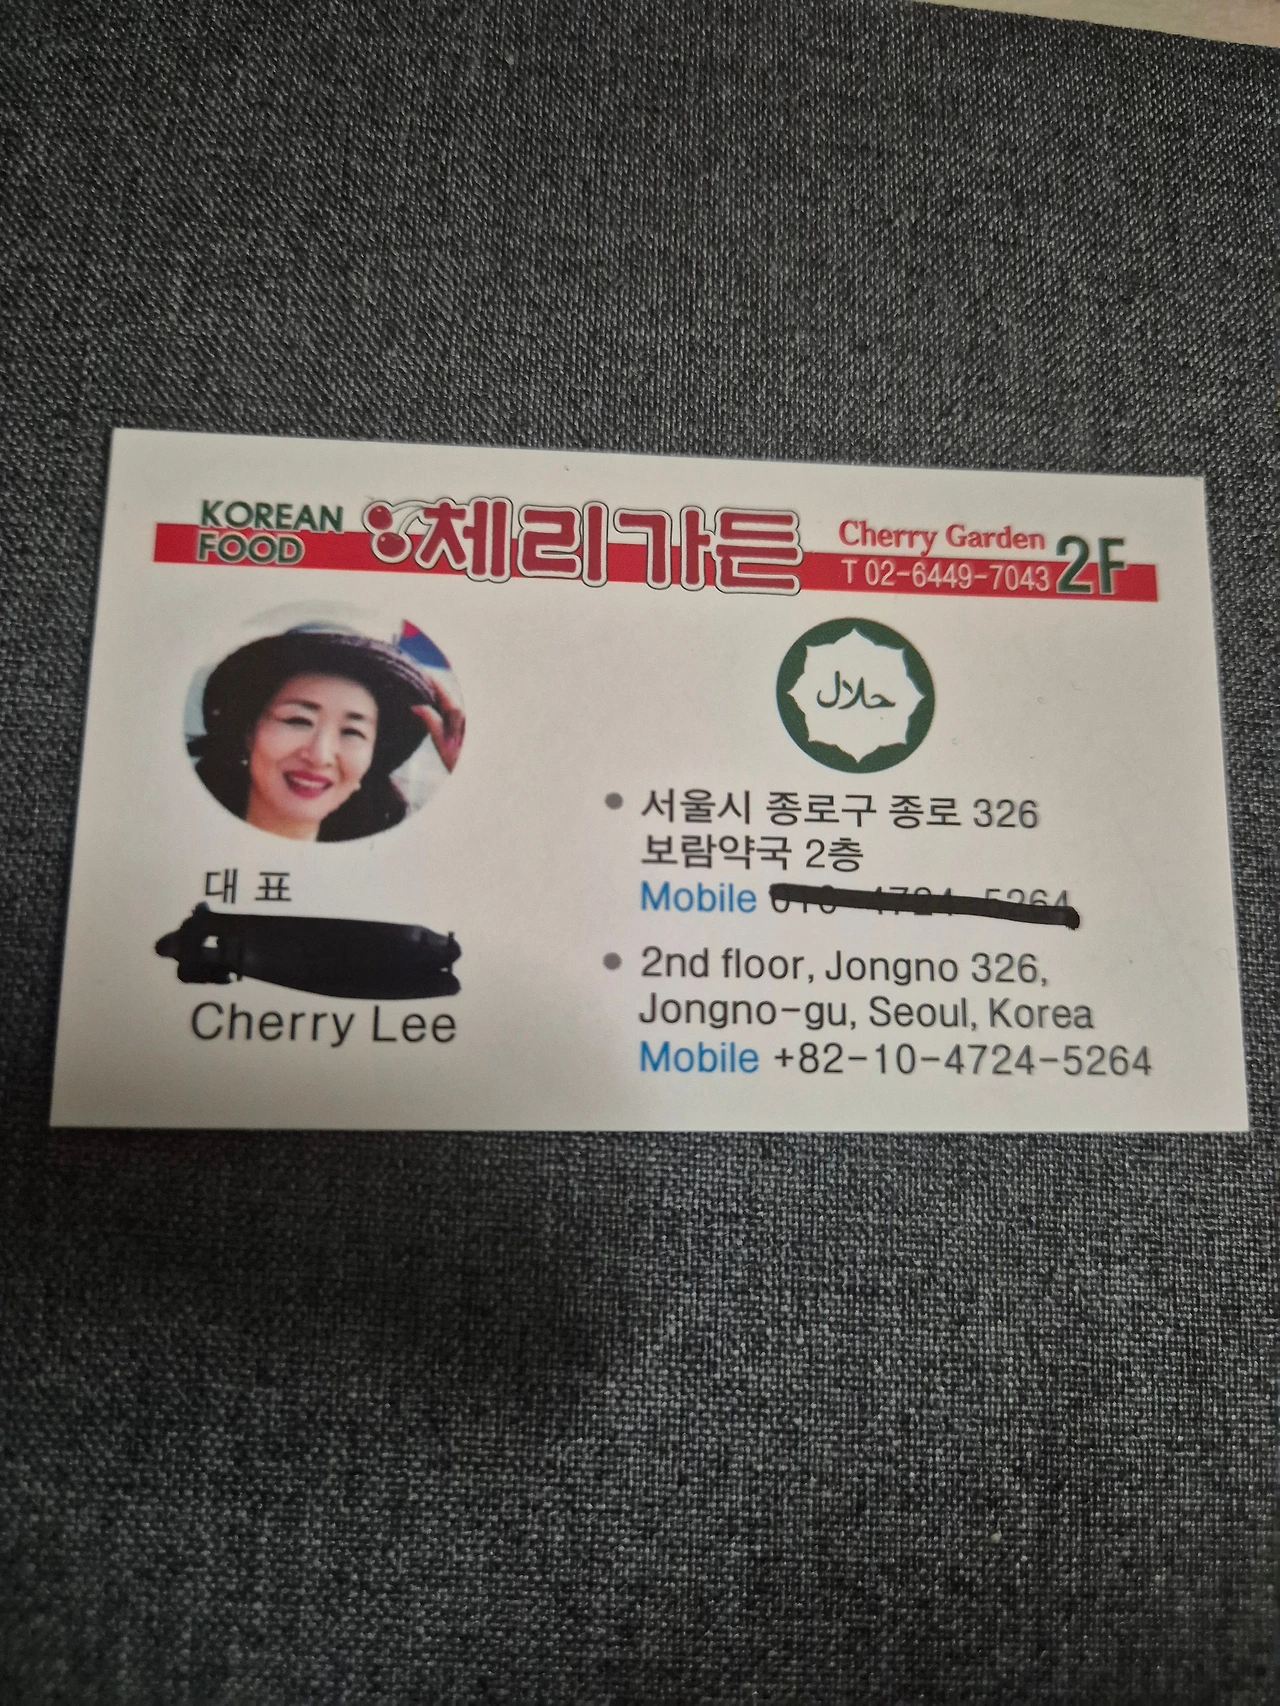 KOREAN
FOOD
체리가든
Cherry Garden
T 02-6449-7043
2F
حلال
대 표
Cherry Lee
서울시 종로구 종로 326
보람약국 2층
Mobile
2nd floor, Jongno 326,
Jongno-gu, Seoul, Korea
Mobile +82-10-4724-5264